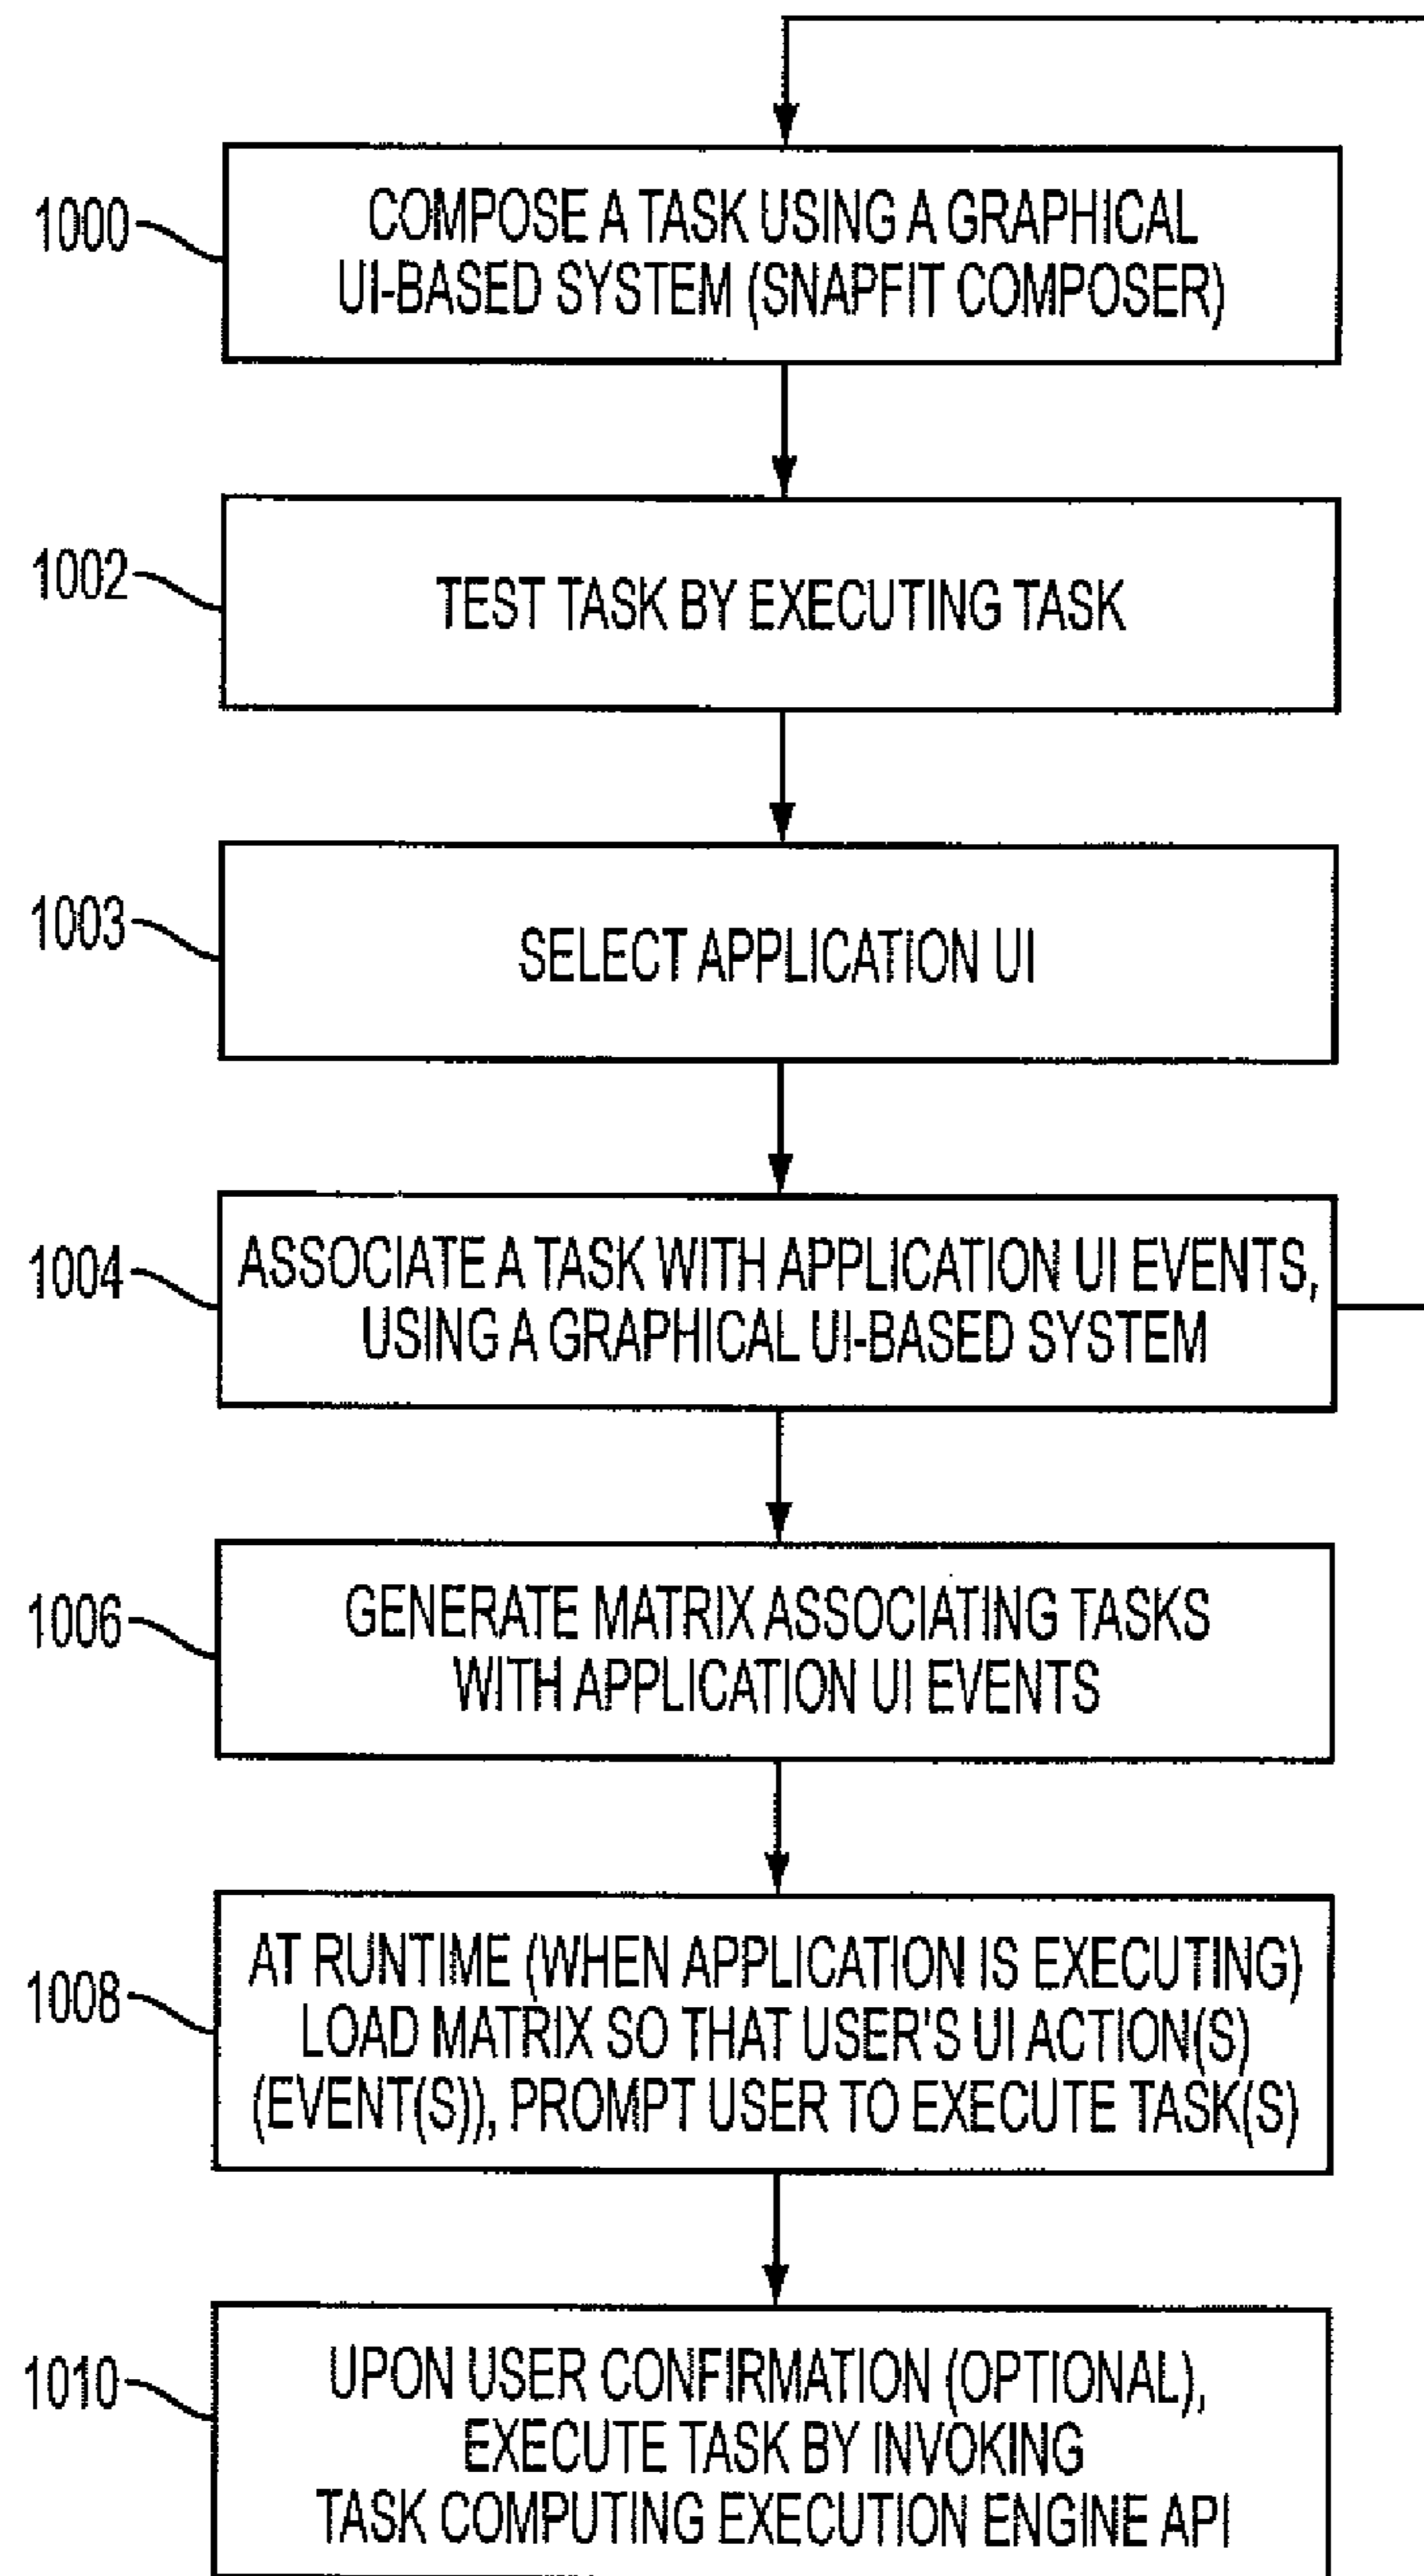 1000
COMPOSE A TASK USING A GRAPHICAL
UI-BASED SYSTEM (SNAPFIT COMPOSER)
1002
TEST TASK BY EXECUTING TASK
1003
SELECT APPLICATION UI
1004
ASSOCIATE A TASK WITH APPLICATION UI EVENTS,
USING A GRAPHICAL UI-BASED SYSTEM
1006
GENERATE MATRIX ASSOCIATING TASKS
WITH APPLICATION UI EVENTS
1008
AT RUNTIME (WHEN APPLICATION IS EXECUTING)
LOAD MATRIX SO THAT USER'S UI ACTION(S)
(EVENT(S)), PROMPT USER TO EXECUTE TASK(S)
1010
UPON USER CONFIRMATION (OPTIONAL),
EXECUTE TASK BY INVOKING
TASK COMPUTING EXECUTION ENGINE API